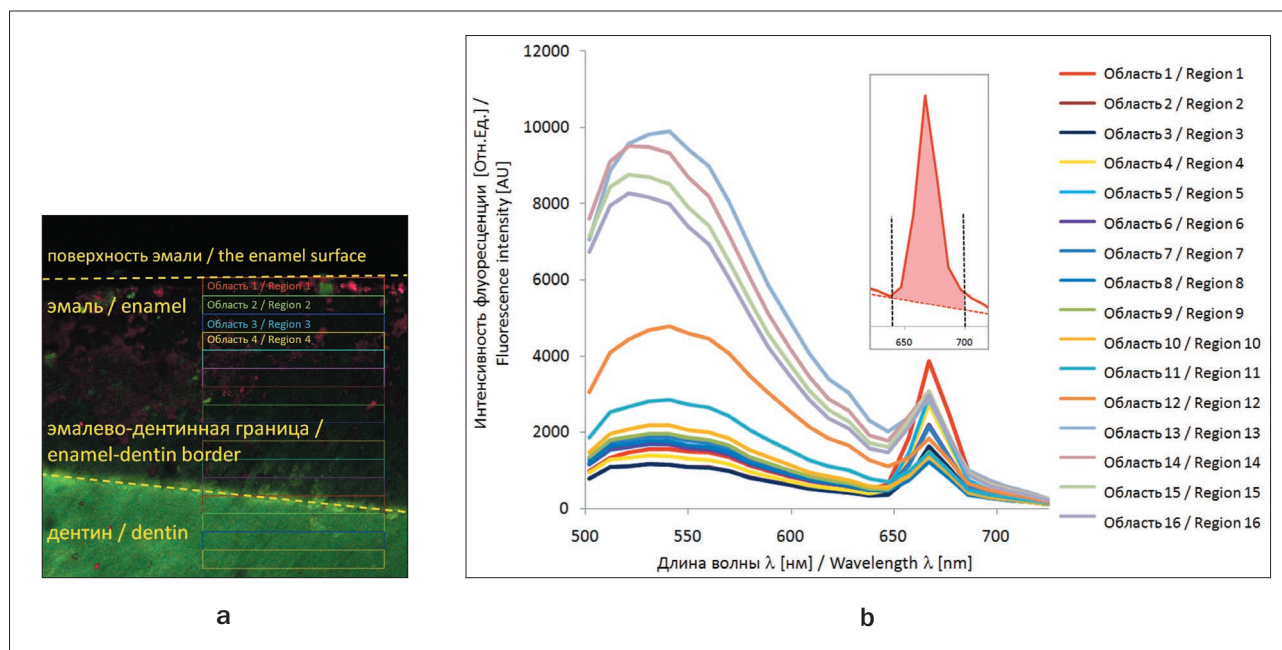 поверхность эмали / the enamel surface
эмаль / enamel
Область 1 / Region 1
Область 2 / Region 2
Область 3 / Region 3
Область 4 / Region 4
эмалево-дентинная граница /
enamel-dentin border
дентин / dentin
a
Интенсивность флуоресценции [Отн.Ед.] /
Fluorescence intensity [AU]
12000
10000
8000
6000
4000
2000
0
500
550
600
650
700
Длина волны λ [нм] / Wavelength λ [nm]
650
700
Область 1 / Region 1
Область 2 / Region 2
Область 3 / Region 3
Область 4 / Region 4
Область 5 / Region 5
Область 6 / Region 6
Область 7 / Region 7
Область 8 / Region 8
Область 9 / Region 9
Область 10 / Region 10
Область 11 / Region 11
Область 12 / Region 12
Область 13 / Region 13
Область 14 / Region 14
Область 15 / Region 15
Область 16 / Region 16
b